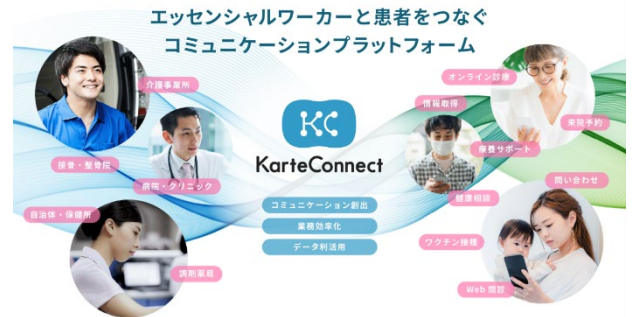 エッセンシャルワーカーと患者をつなぐ
コミュニケーションプラットフォーム
介護事業所
接骨・整骨院
病院・クリニック
自治体・保健所
調剤薬局
KC
KarteConnect
コミュニケーション創出
業務効率化
データ利活用
オンライン診療
情報取得
来院予約
療養サポート
問い合わせ
健康相談
ワクチン接種
Web 問診